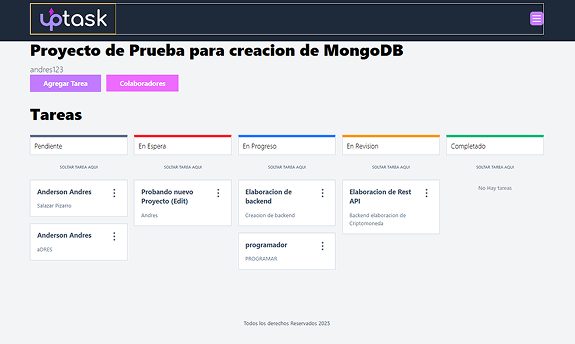 uptask
Proyecto de Prueba para creacion de MongoDB
andres123
Agregar Tarea
Colaboradores
Tareas
Pendiente
SOLTAR TAREA AQUI
Anderson Andres
Salazar Pizarro
Anderson Andres
aDRES
En Espera
SOLTAR TAREA AQUI
Probando nuevo
Proyecto (Edit)
Andres
En Progreso
SOLTAR TAREA AQUI
Elaboracion de
backend
Creacion de backend
programador
PROGRAMAR
En Revision
SOLTAR TAREA AQUI
Elaboracion de Rest
API
Backend elaboracion de
Criptomoneda
Completado
SOLTAR TAREA AQUI
No Hay tareas
Todos los derechos Reservados 2023